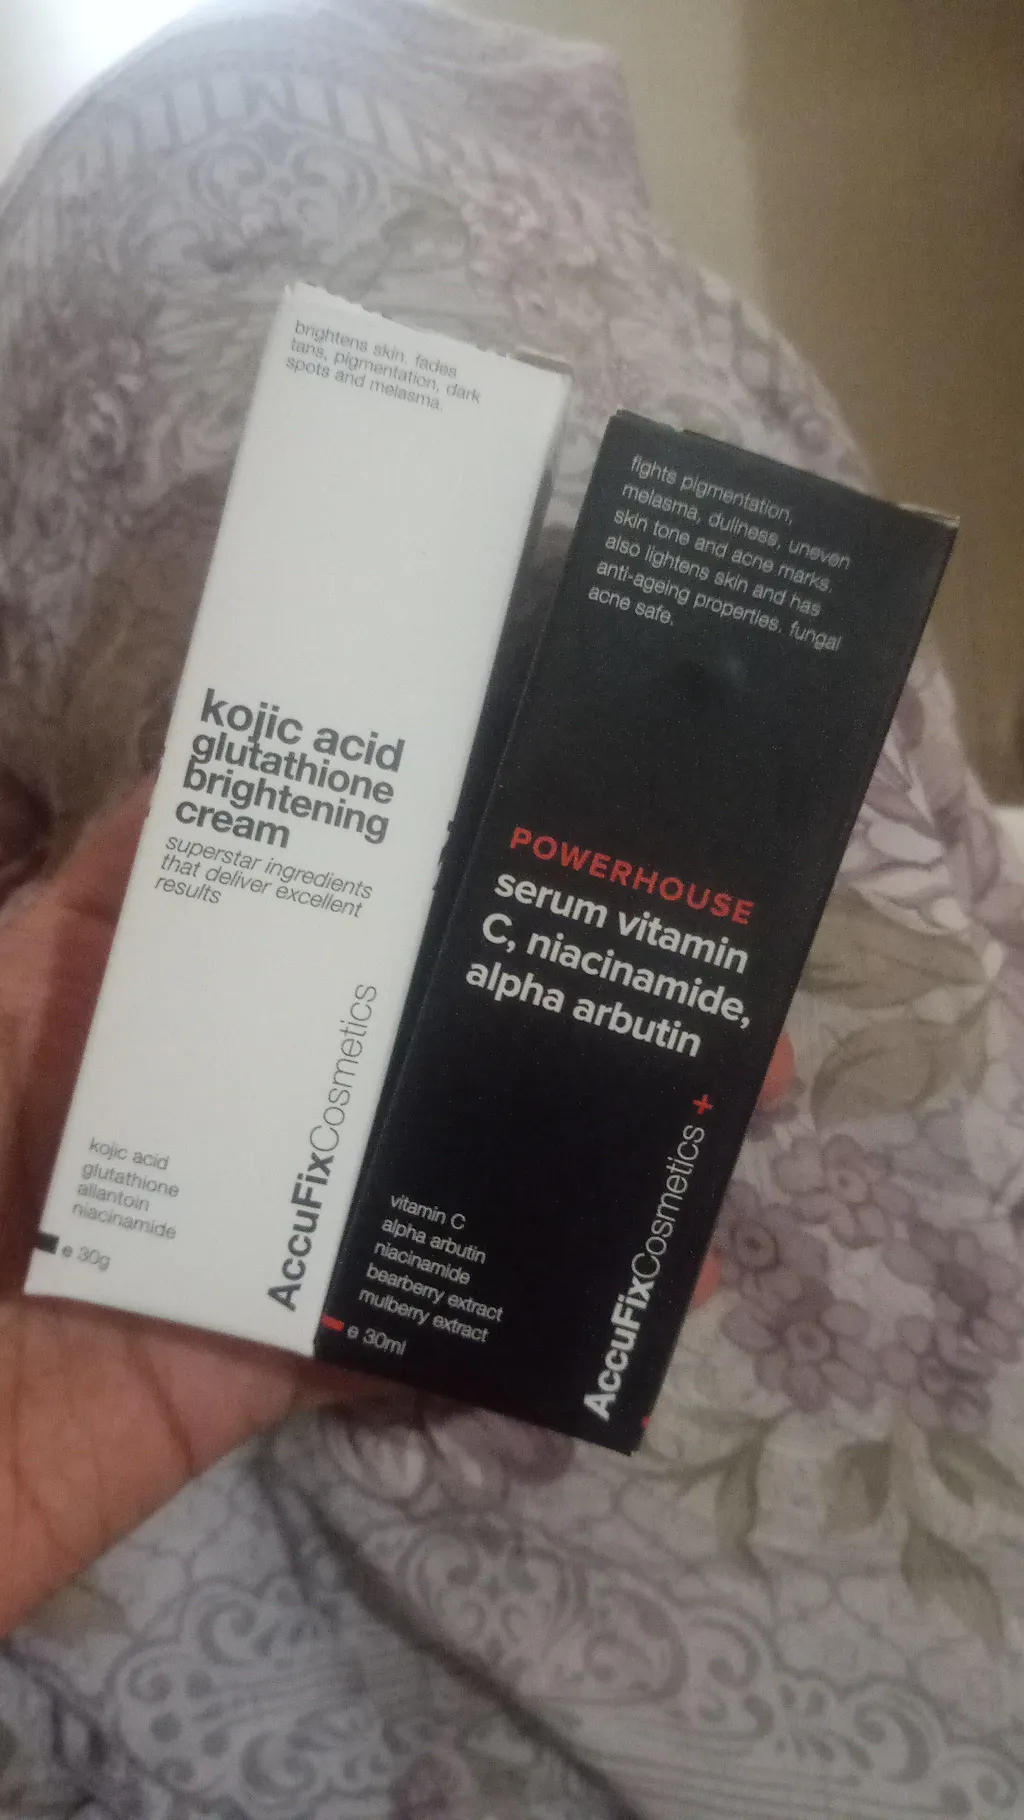 brightens skin. fades
tans, pigmentation, dark
spots and melasma.
kojic acid
glutathione
brightening
cream
superstar ingredients
that deliver excellent
results
AccuFixCosmetics
kojic acid
glutathione
allantoin
niacinamide
e 30g
fights pigntation,
melasma, dullness, uneven
skin tone and acne marks.
also lightens skin and has
anti-ageing properties. fungal
acne safe.
POWERHOUSE
serum vitamin
C, niacinamide,
alpha arbutin
AccuFixCosmetics +
vitamin C
alpha arbutin
niacinamide
bearberry extract
mulberry extract
e 30ml